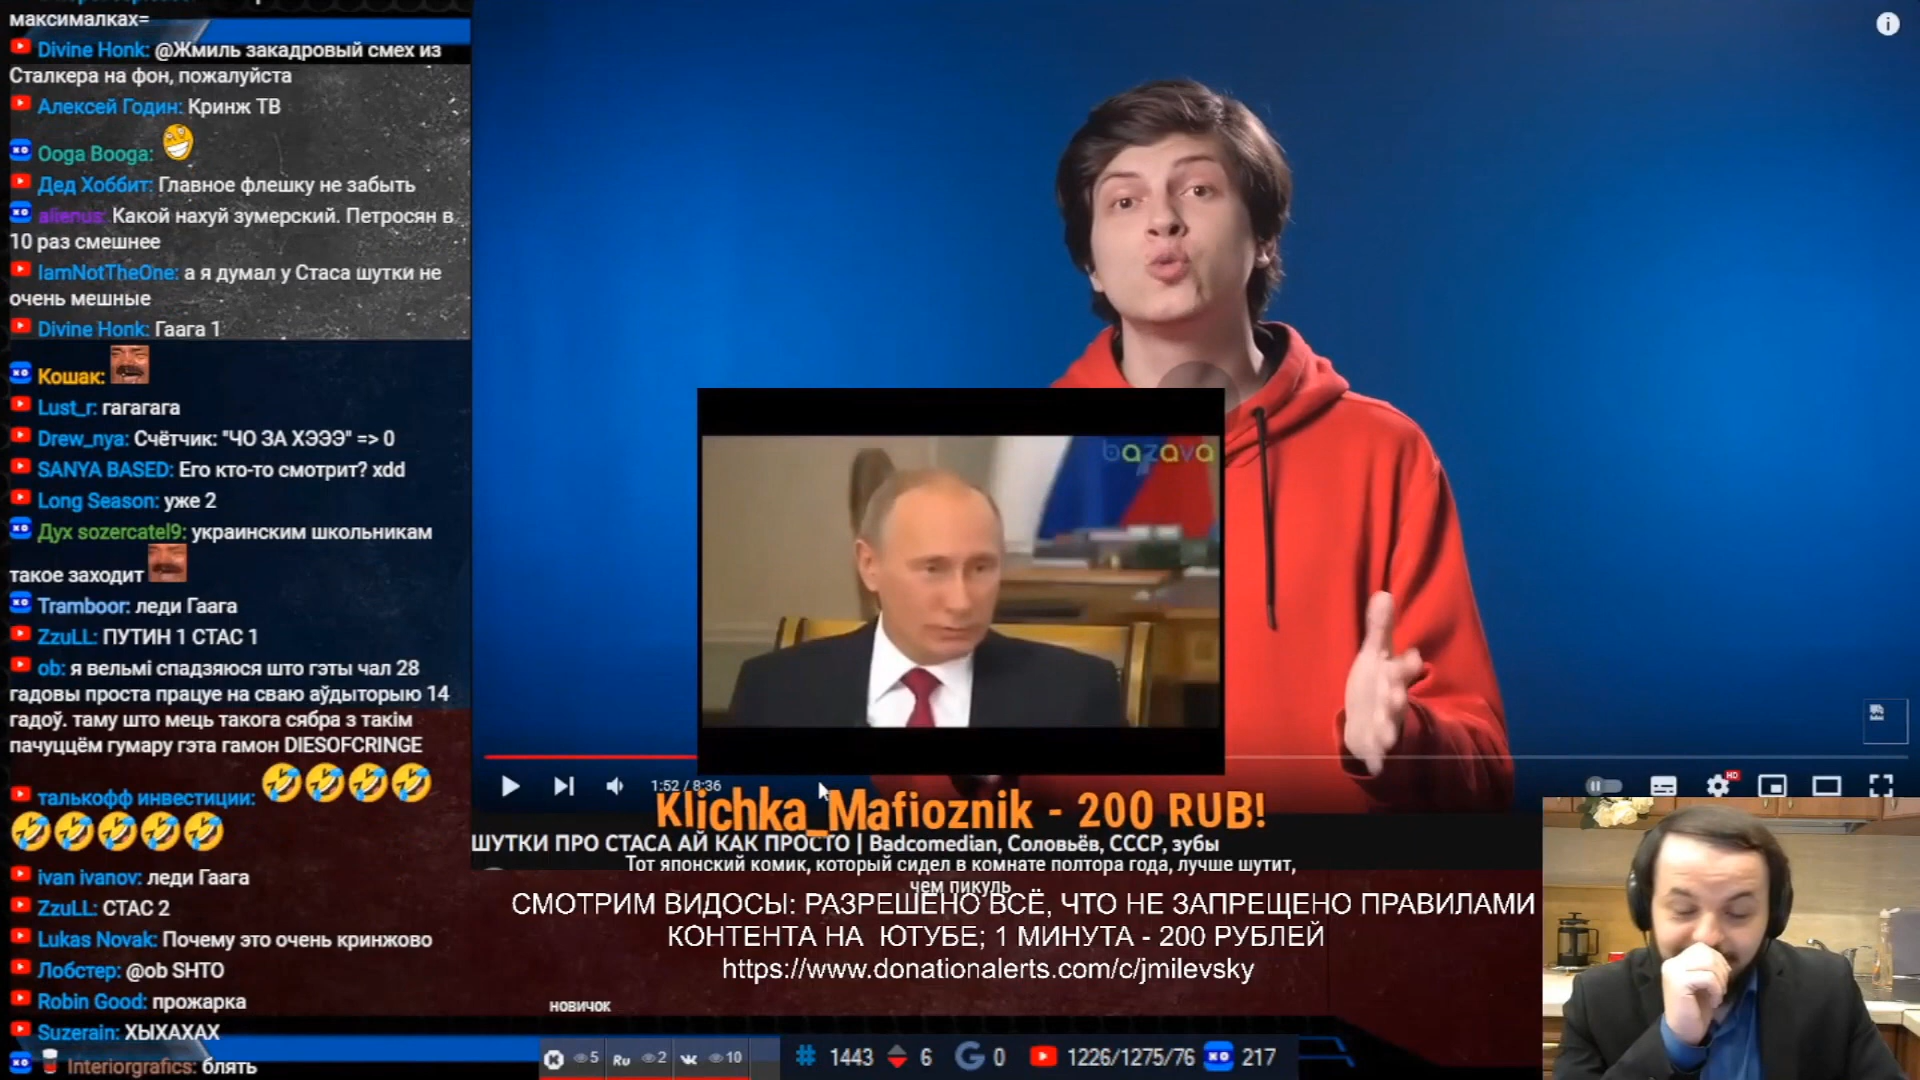 максималках=
Divine Honk: @Жмиль закадровый смех из
Сталкера на фон, пожалуйста
Алексей Годин: Кринж ТВ
Ooga Booga:
Дед Хоббит: Главное флешку не забыть
alienus: Какой нахуй зумерский. Петросян в
10 раз смешнее
IamNotTheOne: а я думал у Стаса шутки не
очень мешные
Divine Honk: Гаага 1
Кошак:
Lust_r: гагагага
Drew_nya: Счётчик: "ЧО ЗА ХЭЭЭ" => 0
SANYA BASED: Его кто-то смотрит? xdd
Long Season: уже 2
Дух sozercatel9: украинским школьникам
такое заходит
Tramboor: леди Гаага
ZzuLL: ПУТИН 1 СТАС 1
ob: я вельмі спадзяюся што гэты чал 28
гадовы проста працуе на сваю аўдыторыю 14
гадоў. таму што мець такога сябра з такім
пачуццём гумару гэта гамон DIESOFCRINGE
талькофф инвестиции:
ivan ivanov: леди Гаага
ZzuLL: СТАС 2
Lukas Novak: Почему это очень кринжово
Лобстер: @ob SHTO
Robin Good: прожарка
Suzerain: ХЫХАХАХ
Interiorgrafics: блять
bazava
1:52 / 8:36
HD
Klichka_Mafioznik - 200 RUB!
ШУТКИ ПРО СТАСА АЙ КАК ПРОСТО | Badcomedian, Соловьёв, СССР, зубы
Тот японский комик, который сидел в комнате полтора года, лучше шутит,
чем пикудь
СМОТРИМ ВИДОСЫ: РАЗРЕШЕНО ВСЁ, ЧТО НЕ ЗАПРЕЩЕНО ПРАВИЛАМИ
КОНТЕНТА НА ЮТУБЕ; 1 МИНУТА - 200 РУБЛЕЙ
https://www.donationalerts.com/c/jmilevsky
новичок
5 Ru 2 10 # 1443 6 G 0 1226/1275/76 XO 217